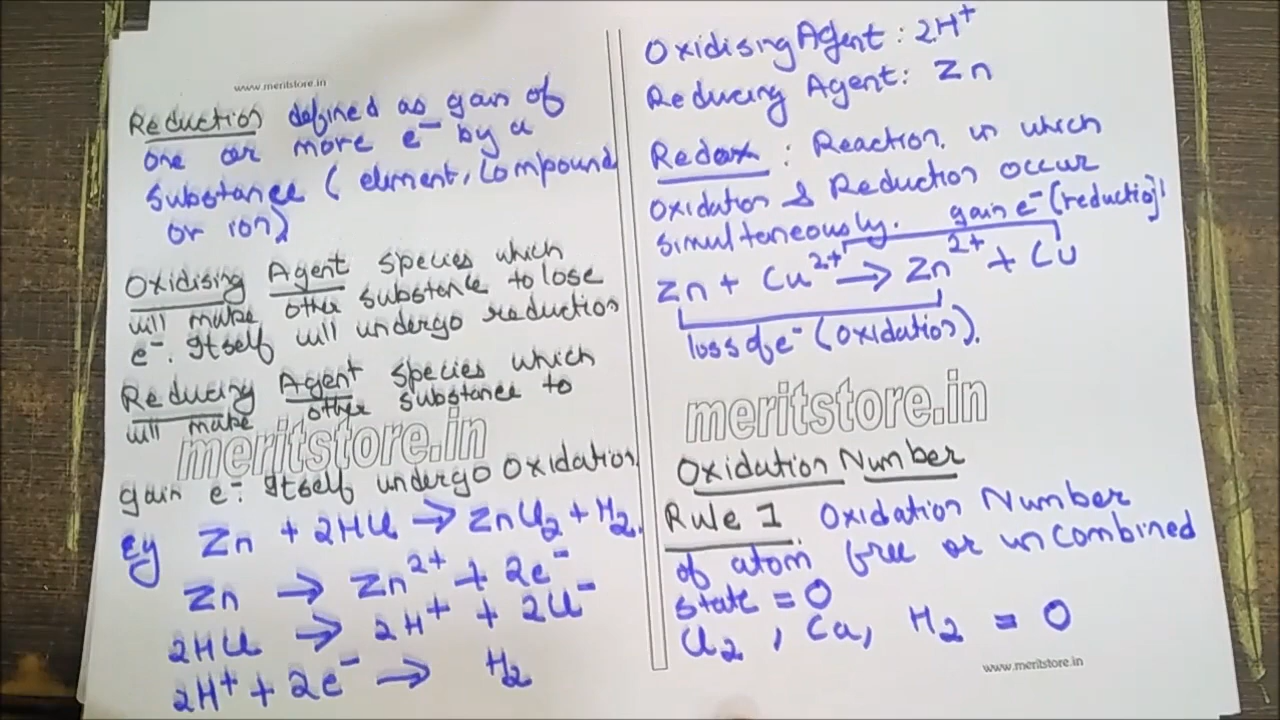 www.meritstore.in
Reduction defined as gain of
one or more e⁻ by a
substance ( element, Compound
or ion)
Oxidising Agent species which
will make other substance to lose
e⁻. Itself will undergo reduction
Reducing Agent species which
will make other substance to
meritstore.in
gain e⁻. Itself undergo Oxidation.
Eg Zn + 2HCl → ZnCl₂ + H₂.
Zn → Zn²⁺ + 2e⁻
2HCl → 2H⁺ + 2Cl⁻
2H⁺ + 2e⁻ → H₂
Oxidising Agent : 2H⁺
Reducing Agent : Zn
Redox : Reaction in which
Oxidation & Reduction occur
simultaneously. gain e⁻ (reduction)
Zn + Cu²⁺ → Zn²⁺ + Cu
loss of e⁻ (oxidation).
meritstore.in
Oxidation Number
Rule 1 Oxidation Number
of atom free or uncombined
state = 0
Cl₂ , Ca, H₂ = 0
www.meritstore.in